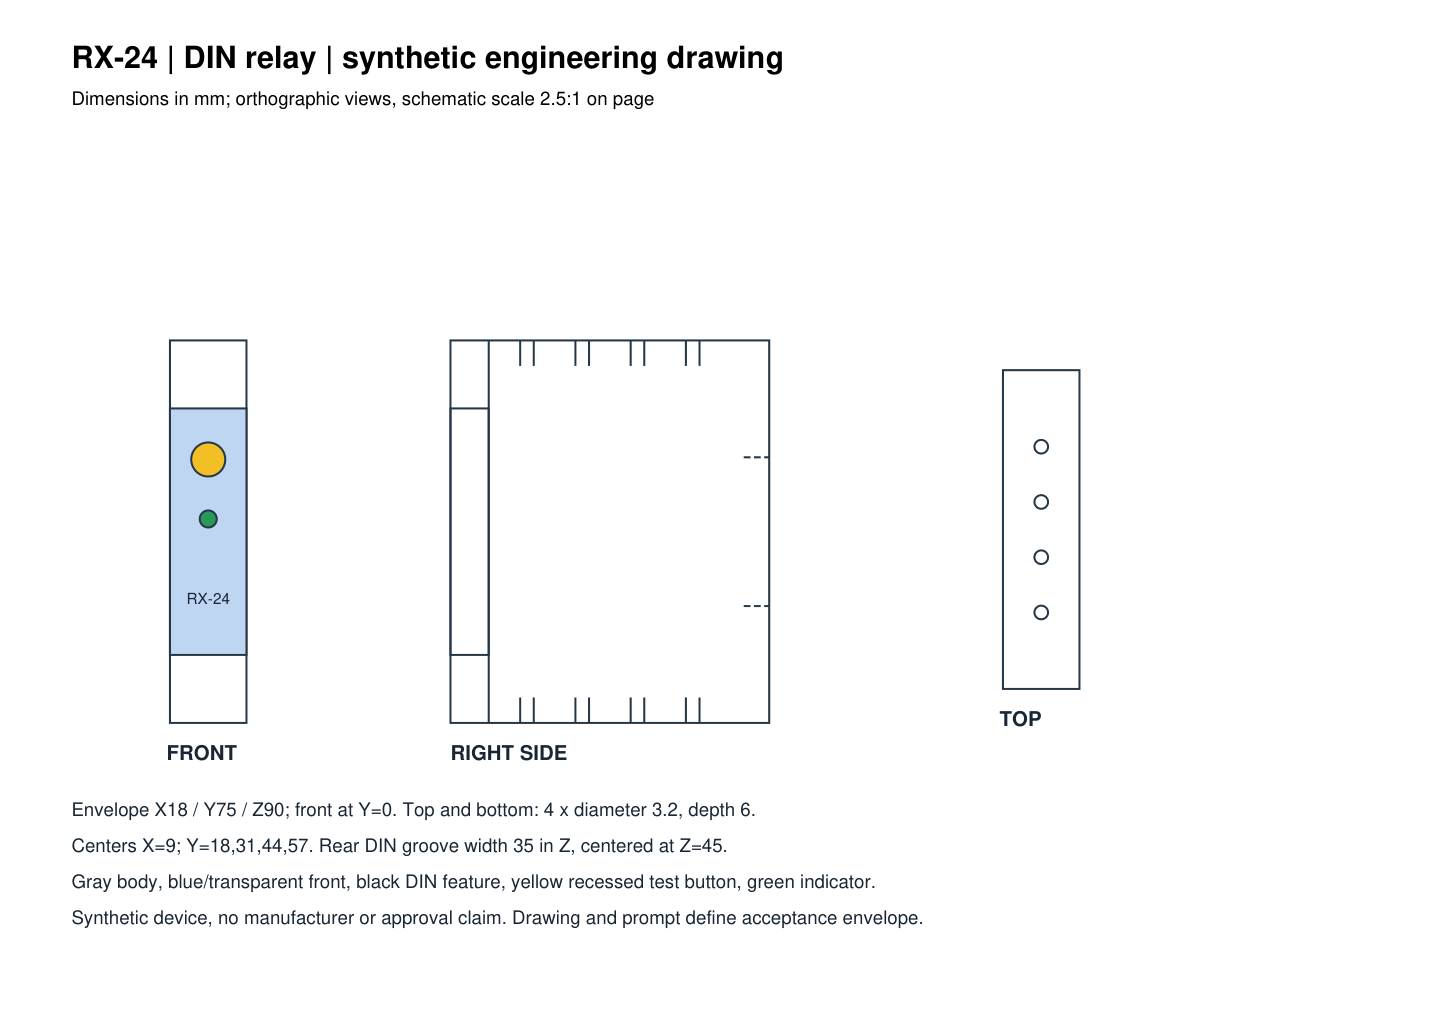 RX-24 | DIN relay | synthetic engineering drawing
Dimensions in mm; orthographic views, schematic scale 2.5:1 on page
RX-24
FRONT
RIGHT SIDE
TOP
Envelope X18 / Y75 / Z90; front at Y=0. Top and bottom: 4 x diameter 3.2, depth 6.
Centers X=9; Y=18,31,44,57. Rear DIN groove width 35 in Z, centered at Z=45.
Gray body, blue/transparent front, black DIN feature, yellow recessed test button, green indicator.
Synthetic device, no manufacturer or approval claim. Drawing and prompt define acceptance envelope.